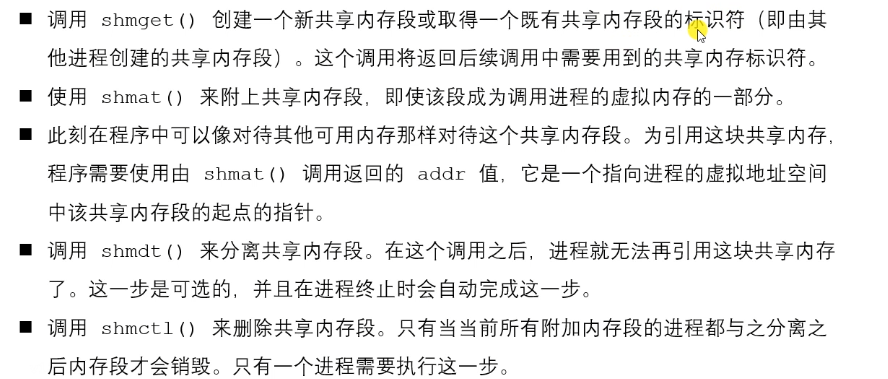 ■ 调用 shmget() 创建一个新共享内存段或取得一个既有共享内存段的标识符（即由其
他进程创建的共享内存段）。这个调用将返回后续调用中需要用到的共享内存标识符。
■ 使用 shmat() 来附上共享内存段，即使该段成为调用进程的虚拟内存的一部分。
■ 此刻在程序中可以像对待其他可用内存那样对待这个共享内存段。为引用这块共享内存，
程序需要使用由 shmat() 调用返回的 addr 值，它是一个指向进程的虚拟地址空间
中该共享内存段的起点的指针。
■ 调用 shmdt() 来分离共享内存段。在这个调用之后，进程就无法再引用这块共享内存
了。这一步是可选的，并且在进程终止时会自动完成这一步。
■ 调用 shmctl() 来删除共享内存段。只有当当前所有附加内存段的进程都与之分离之
后内存段才会销毁。只有一个进程需要执行这一步。